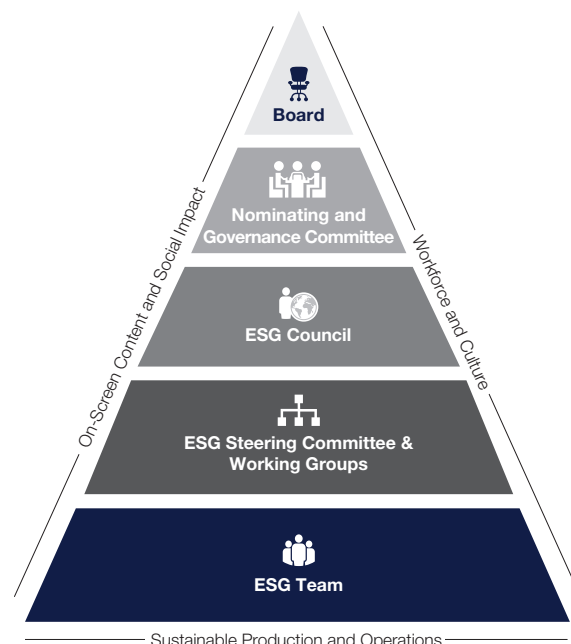 Board
Nominating and
Governance Committee
ESG Council
ESG Steering Committee &
Working Groups
ESG Team
On-Screen Content and Social Impact
Workforce and Culture
Sustainable Production and Operations